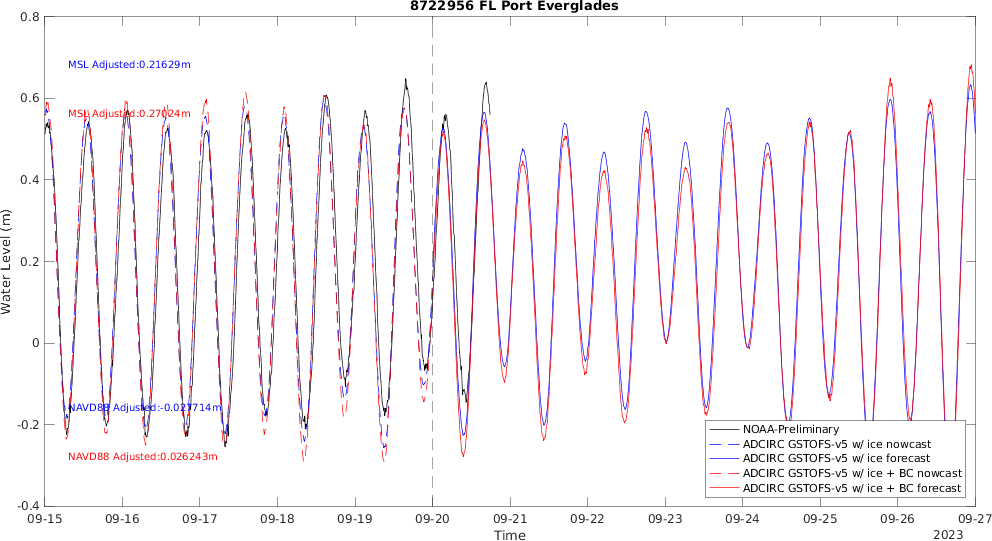 8722956 FL Port Everglades
0.8
MSL Adjusted:0.21629m
0.6
MSL Adjusted:0.27024m
0.4
Water Level (m)
0.2
0
NAVD88 Adjusted:-0.027714m
-0.2
NAVD88 Adjusted:0.026243m
NOAA-Preliminary
ADCIRC GSTOFS-v5 w/ ice nowcast
ADCIRC GSTOFS-v5 w/ ice forecast
ADCIRC GSTOFS-v5 w/ ice + BC nowcast
ADCIRC GSTOFS-v5 w/ ice + BC forecast
-0.4
09-15 09-16 09-17 09-18 09-19 09-20 09-21 09-22 09-23 09-24 09-25 09-26 09-27
Time
2023